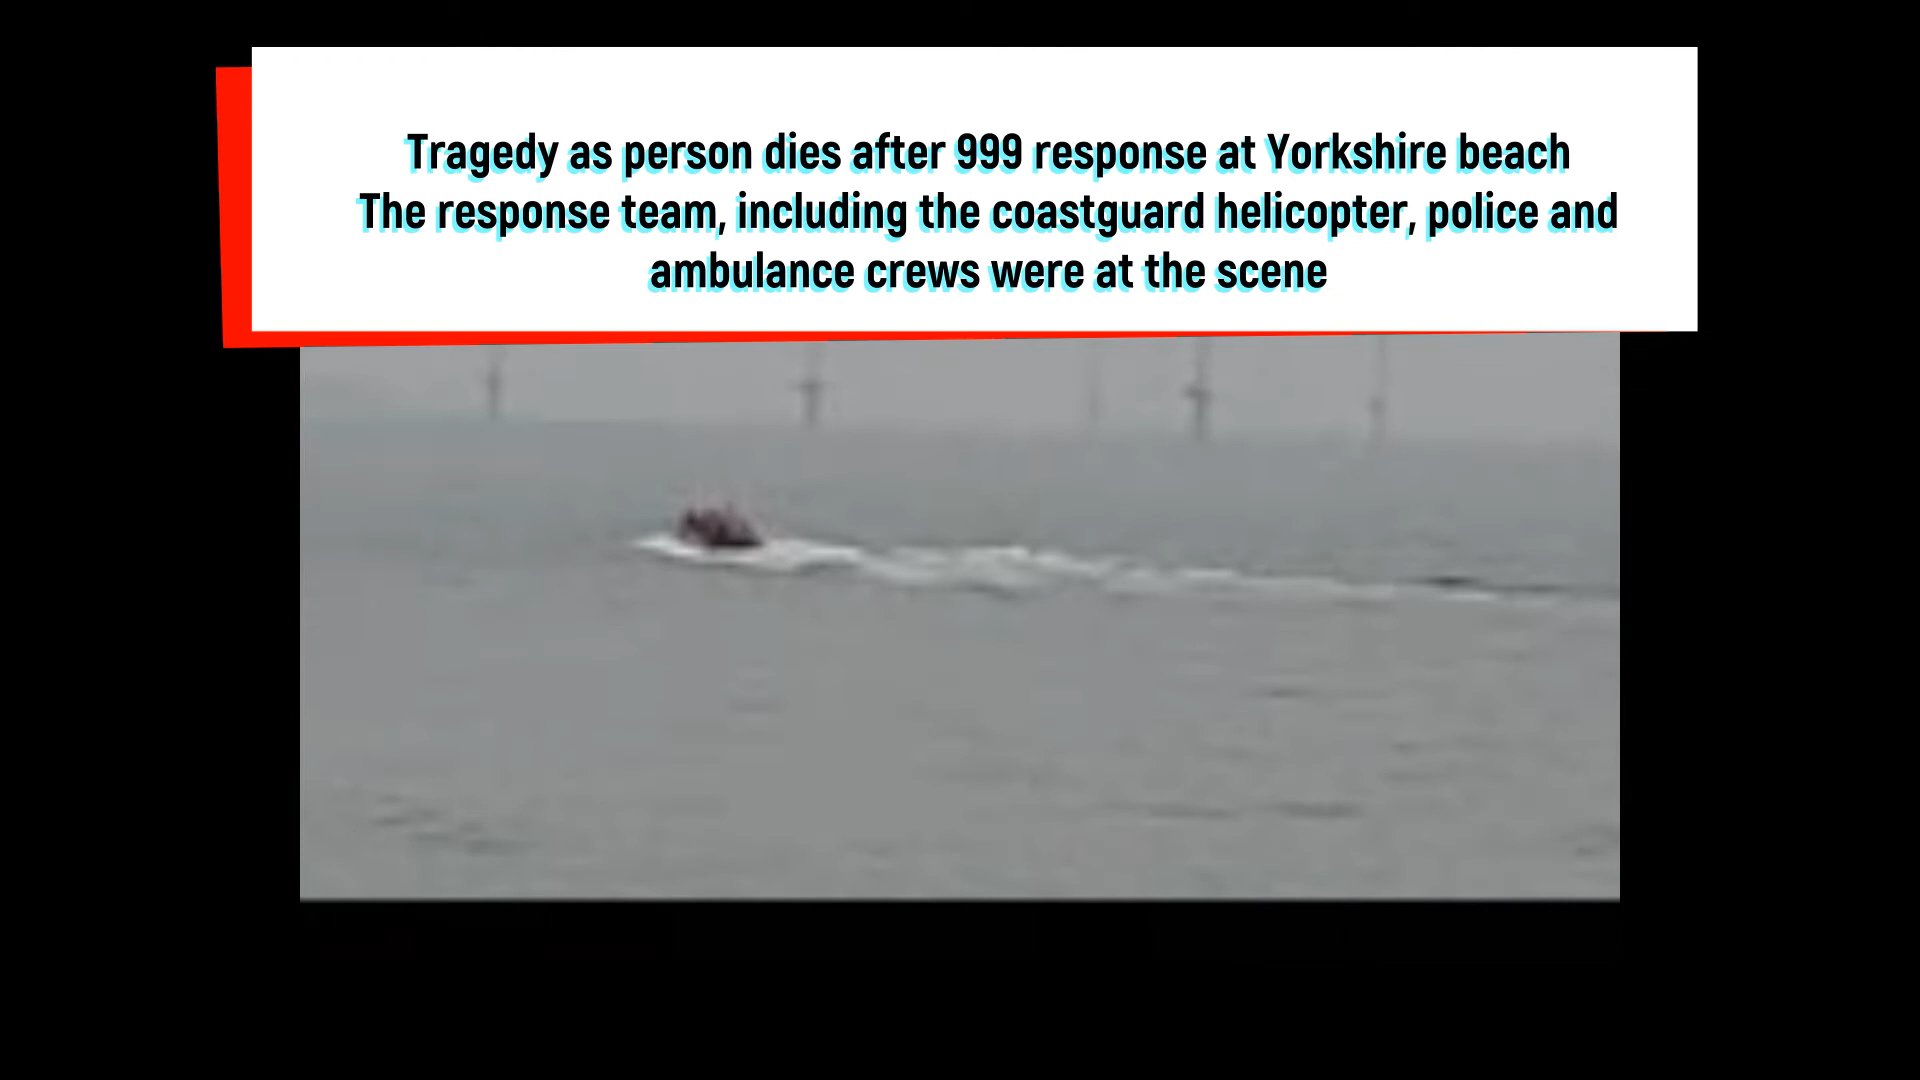 Tragedy as person dies after 999 response at Yorkshire beach
The response team, including the coastguard helicopter, police and
ambulance crews were at the scene